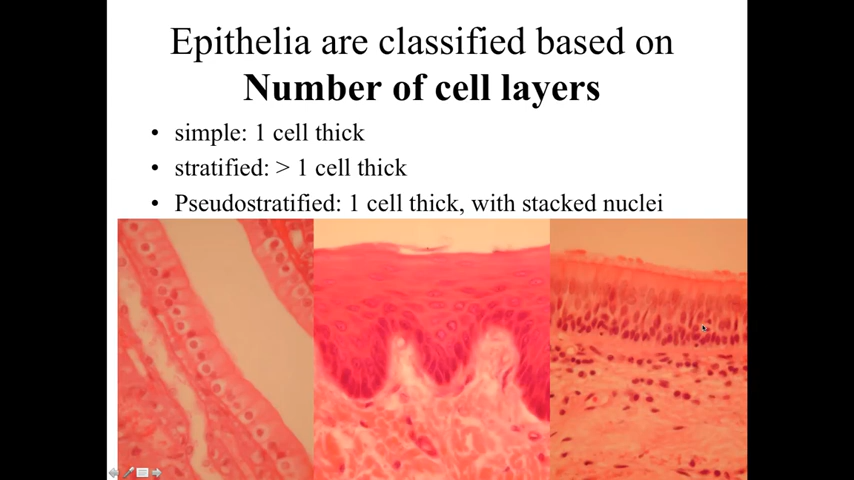 Epithelia are classified based on
Number of cell layers
• simple: 1 cell thick
• stratified: > 1 cell thick
• Pseudostratified: 1 cell thick, with stacked nuclei